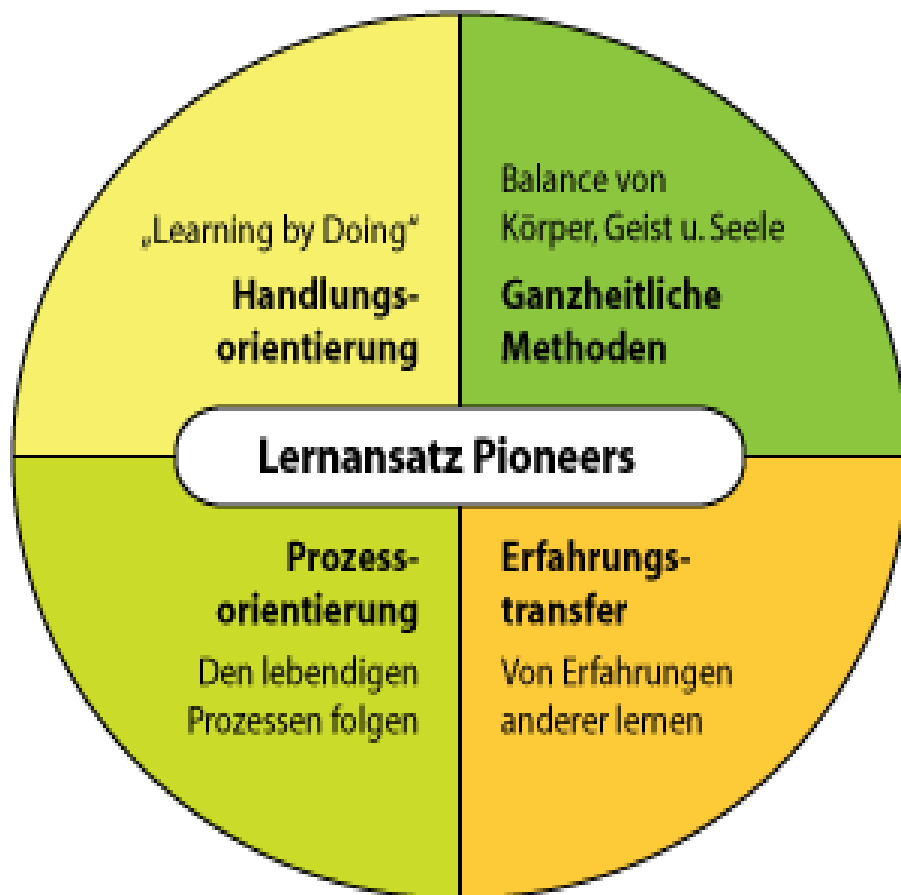 „Learning by Doing“
Handlungs-
orientierung
Balance von
Körper, Geist u. Seele
Ganzheitliche
Methoden
Lernansatz Pioneers
Prozess-
orientierung
Den lebendigen
Prozessen folgen
Erfahrungs-
transfer
Von Erfahrungen
anderer lernen